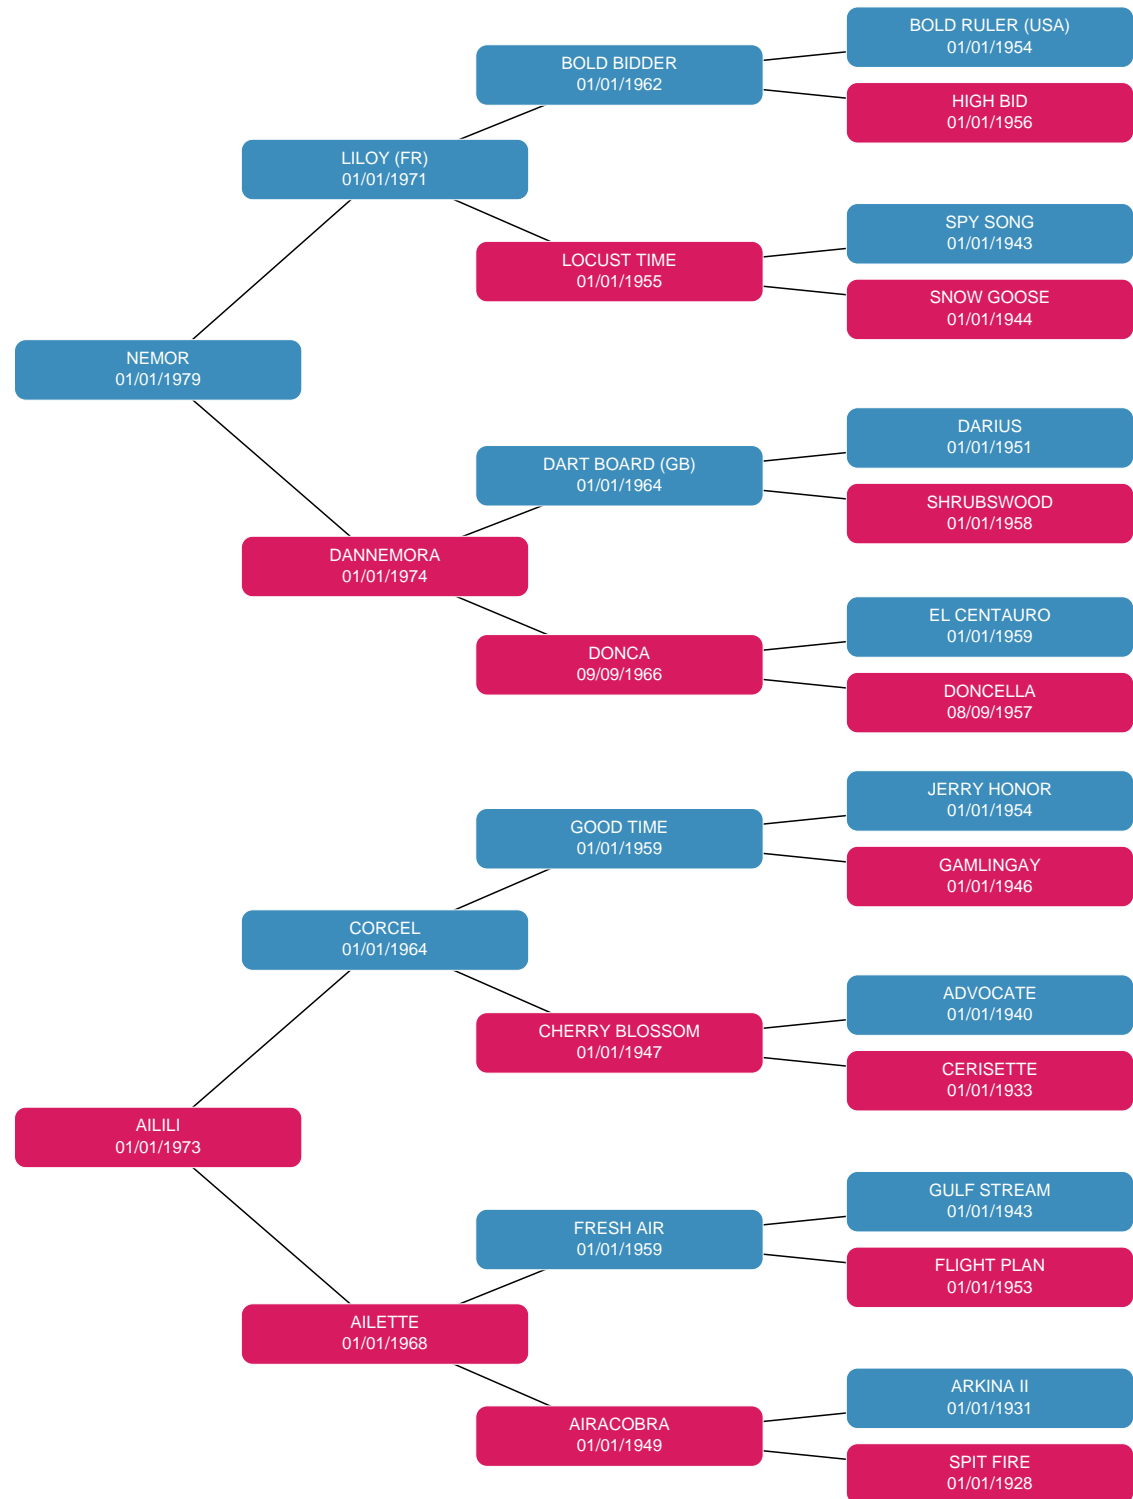 BOLD RULER (USA)
01/01/1954
BOLD BIDDER
01/01/1962
HIGH BID
01/01/1956
LILOY (FR)
01/01/1971
SPY SONG
01/01/1943
LOCUST TIME
01/01/1955
SNOW GOOSE
01/01/1944
NEMOR
01/01/1979
DARIUS
01/01/1951
DART BOARD (GB)
01/01/1964
SHRUBSWOOD
01/01/1958
DANNEMORA
01/01/1974
EL CENTAURO
01/01/1959
DONCA
09/09/1966
DONCELLA
08/09/1957
JERRY HONOR
01/01/1954
GOOD TIME
01/01/1959
GAMLINGAY
01/01/1946
CORCEL
01/01/1964
ADVOCATE
01/01/1940
CHERRY BLOSSOM
01/01/1947
CERISETTE
01/01/1933
AILILI
01/01/1973
GULF STREAM
01/01/1943
FRESH AIR
01/01/1959
FLIGHT PLAN
01/01/1953
AILETTE
01/01/1968
ARKINA II
01/01/1931
AIRACOBRA
01/01/1949
SPIT FIRE
01/01/1928